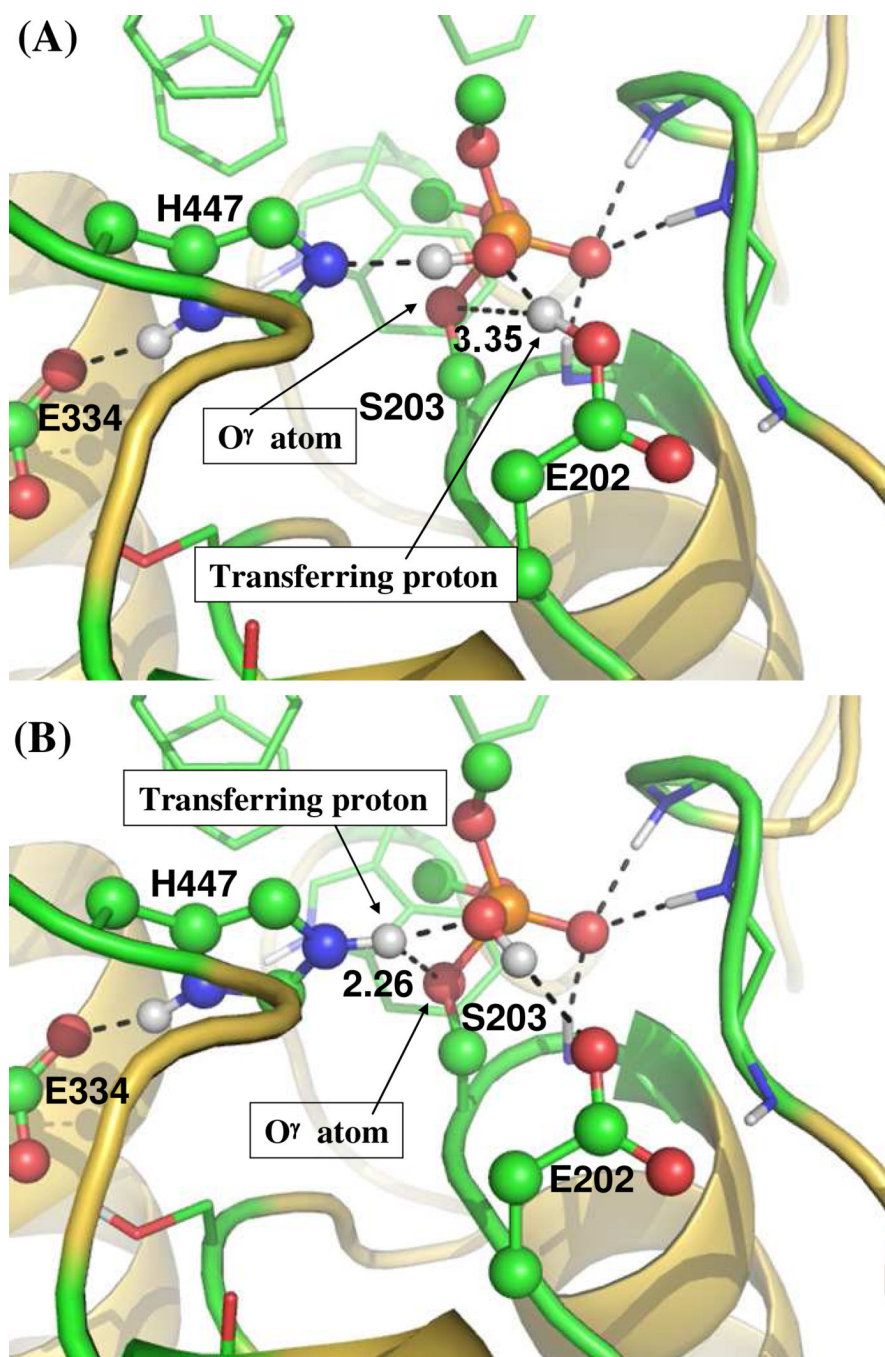 (A)
H447
3.35
E334
S203
Oγ atom
E202
Transferring proton
(B)
Transferring proton
H447
2.26
S203
E334
Oγ atom
E202